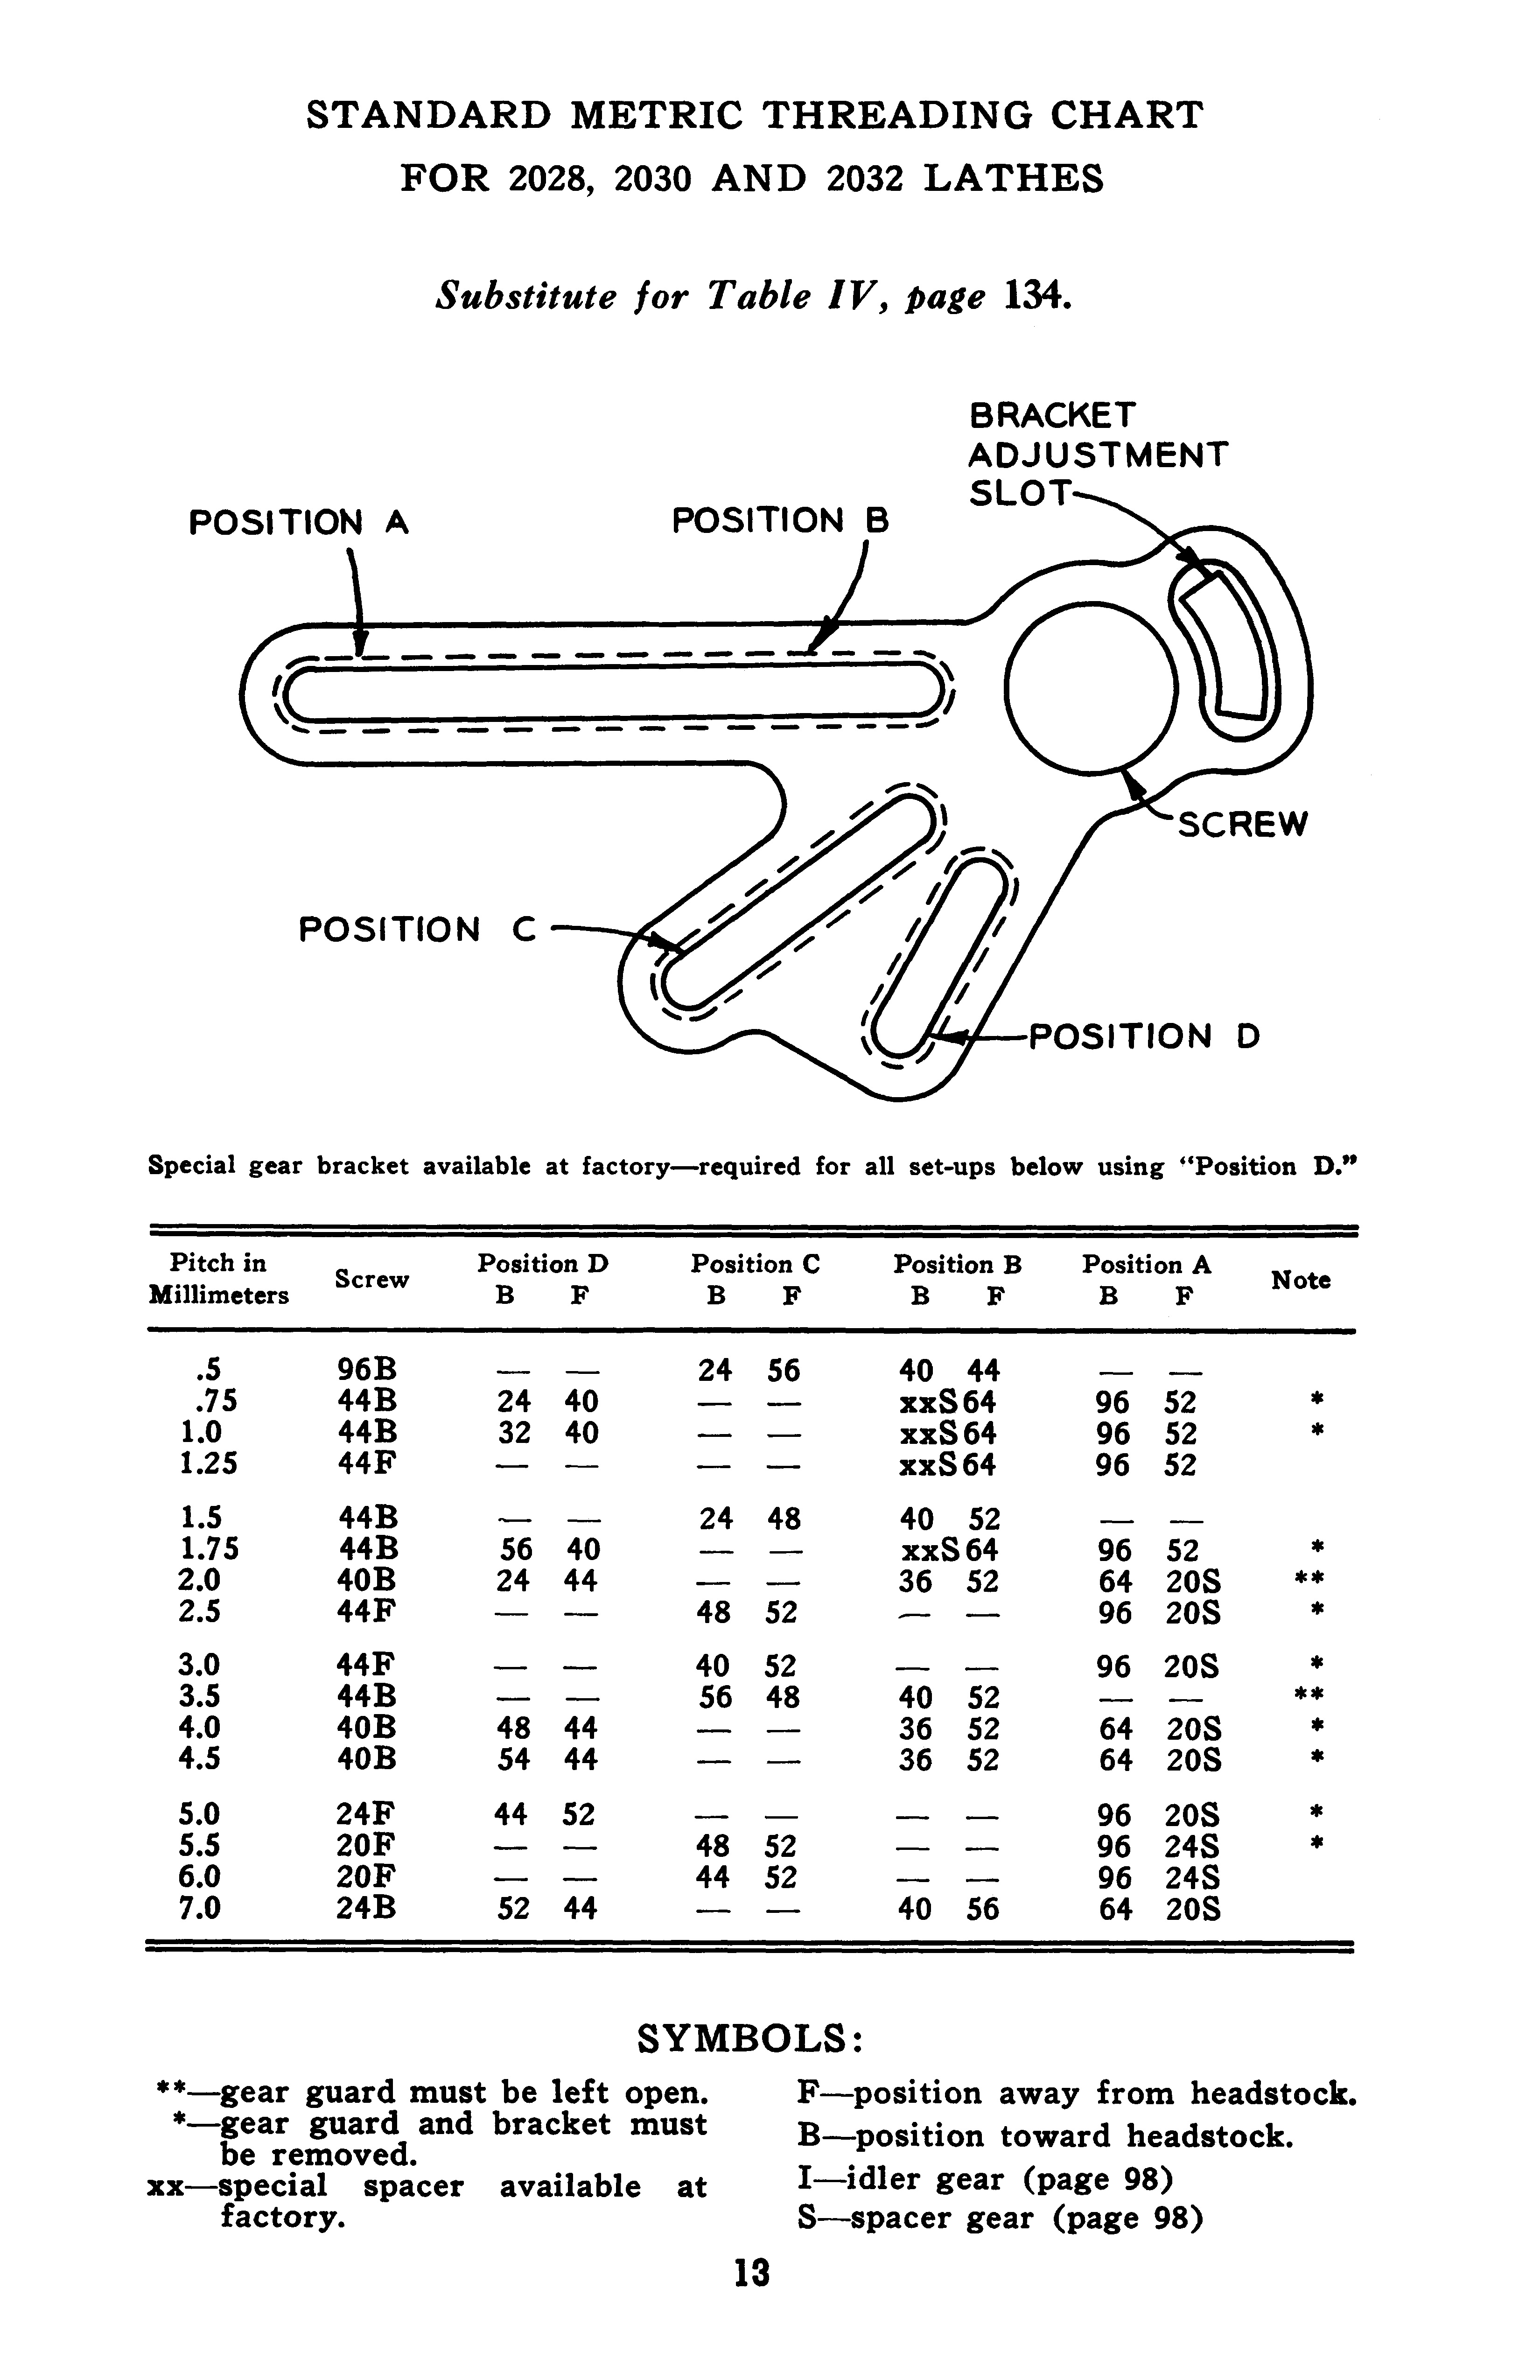 STANDARD METRIC THREADING CHART
FOR 2028, 2030 AND 2032 LATHES
Substitute for Table IV, page 134.
BRACKET
ADJUSTMENT
SLOT
POSITION A
POSITION B
SCREW
POSITION C
POSITION D
Special gear bracket available at factory—required for all set-ups below using “Position D.”
Pitch in Millimeters Screw Position D B F Position C B F Position B B F Position A B F Note
.5 96B — — 24 56 40 44 — —
.75 44B 24 40 — — xxS 64 96 52 *
1.0 44B 32 40 — — xxS 64 96 52 *
1.25 44F — — — — xxS 64 96 52
1.5 44B — — 24 48 40 52 — —
1.75 44B 56 40 — — xxS 64 96 52 *
2.0 40B 24 44 — — 36 52 64 20S **
2.5 44F — — 48 52 — — 96 20S *
3.0 44F — — 40 52 — — 96 20S *
3.5 44B — — 56 48 40 52 — — **
4.0 40B 48 44 — — 36 52 64 20S *
4.5 40B 54 44 — — 36 52 64 20S *
5.0 24F 44 52 — — — — 96 20S *
5.5 20F — — 48 52 — — 96 24S *
6.0 20F — — 44 52 — — 96 24S
7.0 24B 52 44 — — 40 56 64 20S
SYMBOLS:
**—gear guard must be left open.
*—gear guard and bracket must
be removed.
xx—special spacer available at
factory.
F—position away from headstock.
B—position toward headstock.
I—idler gear (page 98)
S—spacer gear (page 98)
13